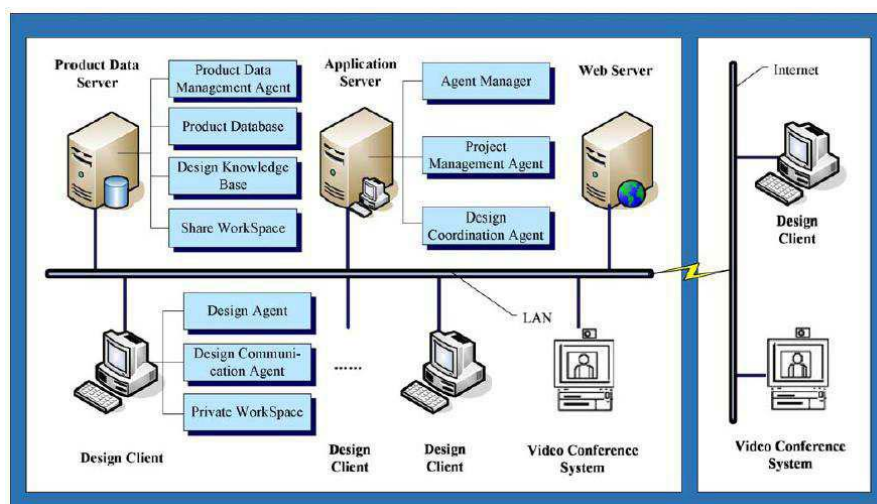 Product Data
Server
Product Data
Management Agent
Product Database
Design Knowledge
Base
Share WorkSpace
Application
Server
Agent Manager
Project
Management Agent
Design
Coordination Agent
Web Server
Internet
Design
Client
LAN
Design Agent
Design Communi-
cation Agent
Private WorkSpace
Design Client
......
Design
Client
Design
Client
Video Conference
System
Video Conference
System